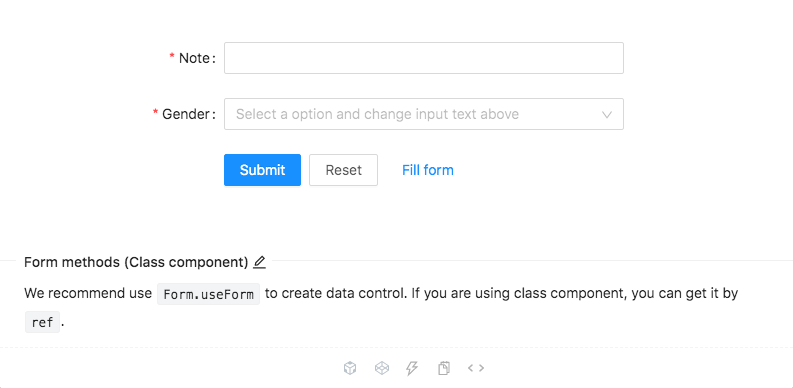 * Note:
* Gender: Select a option and change input text above
Submit Reset Fill form
Form methods (Class component)
We recommend use Form.useForm to create data control. If you are using class component, you can get it by
ref .